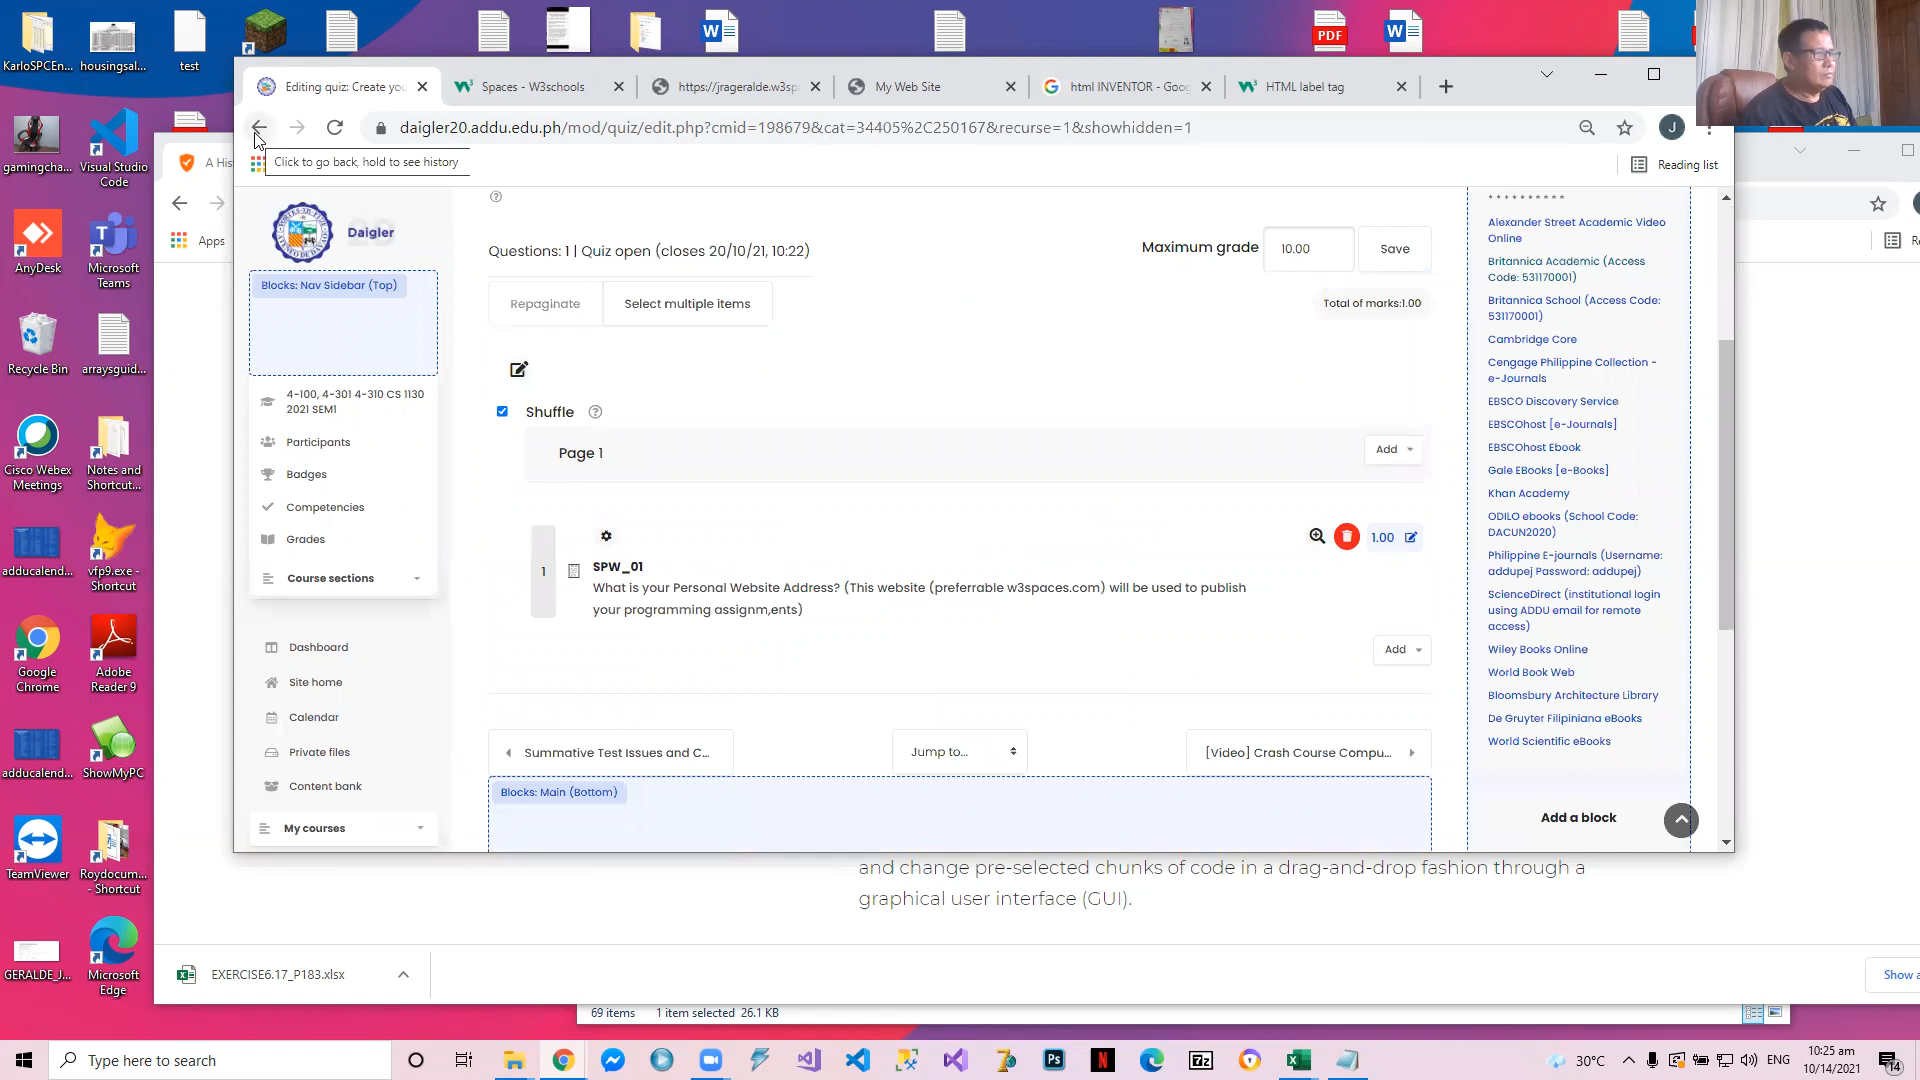 KarloSPCEn...
housingsal...
test
PDF
Editing quiz: Create you
Spaces - W3schools
https://jrageralde.w3sp
My Web Site
html INVENTOR - Goog
HTML label tag
daigler20.addu.edu.ph/mod/quiz/edit.php?cmid=198679&cat=34405%2C250167&recurse=1&showhidden=1
J
Click to go back, hold to see history
Reading list
A His
Apps
gamingcha...
Visual Studio
Code
AnyDesk
Microsoft
Teams
Recycle Bin
arraysguid...
Cisco Webex
Meetings
Notes and
Shortcut...
adducalend...
vfp9.exe -
Shortcut
Google
Chrome
Adobe
Reader 9
adducalend...
ShowMyPC
TeamViewer
Roydocum...
- Shortcut
GERALDE_J...
Microsoft
Edge
Daigler
Blocks: Nav Sidebar (Top)
4-100, 4-301 4-310 CS 1130
2021 SEM1
Participants
Badges
Competencies
Grades
Course sections
Dashboard
Site home
Calendar
Private files
Content bank
My courses
Questions: 1 | Quiz open (closes 20/10/21, 10:22)
Maximum grade
10.00
Save
Repaginate
Select multiple items
Total of marks:1.00
Shuffle
Page 1
Add
1
SPW_01
1.00
What is your Personal Website Address? (This website (preferrable w3spaces.com) will be used to publish
your programming assignm,ents)
Add
Summative Test Issues and C...
Jump to...
[Video] Crash Course Compu...
Blocks: Main (Bottom)
* * * * * * * * * *
Alexander Street Academic Video
Online
Britannica Academic (Access
Code: 531170001)
Britannica School (Access Code:
531170001)
Cambridge Core
Cengage Philippine Collection -
e-Journals
EBSCO Discovery Service
EBSCOhost [e-Journals]
EBSCOhost Ebook
Gale EBooks [e-Books]
Khan Academy
ODILO ebooks (School Code:
DACUN2020)
Philippine E-journals (Username:
addupej Password: addupej)
ScienceDirect (institutional login
using ADDU email for remote
access)
Wiley Books Online
World Book Web
Bloomsbury Architecture Library
De Gruyter Filipiniana eBooks
World Scientific eBooks
Add a block
and change pre-selected chunks of code in a drag-and-drop fashion through a
graphical user interface (GUI).
EXERCISE6.17_P183.xlsx
Show a
69 items
1 item selected 26.1 KB
Type here to search
30°C
ENG
10:25 am
10/14/2021
14